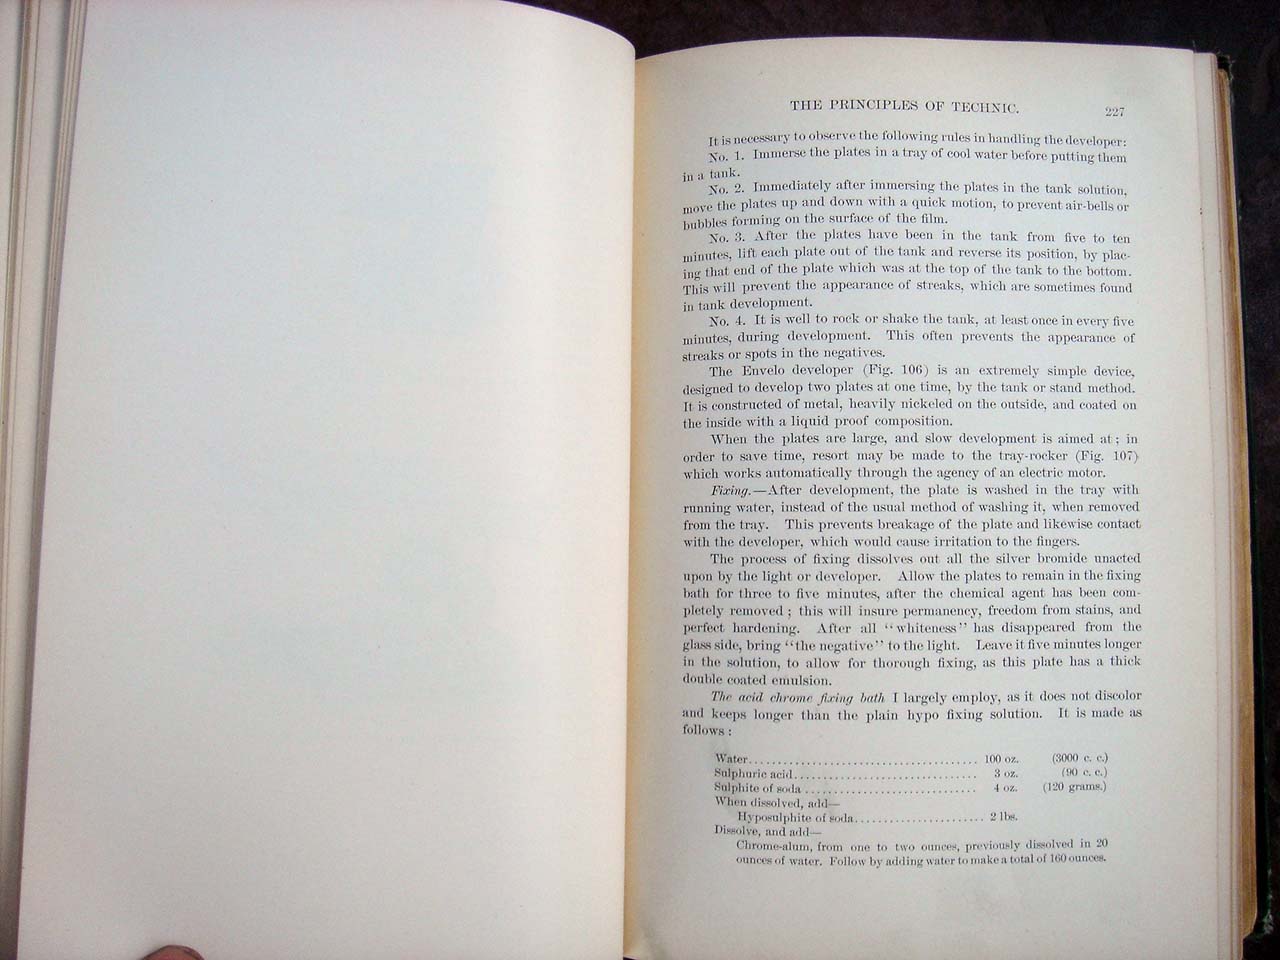 THE PRINCIPLES OF TECHNIC. 227
It is necessary to observe the following rules in handling the developer:
No. 1. Immerse the plates in a tray of cool water before putting them
in a tank.
No. 2. Immediately after immersing the plates in the tank solution,
move the plates up and down with a quick motion, to prevent air-bells or
bubbles forming on the surface of the film.
No. 3. After the plates have been in the tank from five to ten
minutes, lift each plate out of the tank and reverse its position, by plac-
ing that end of the plate which was at the top of the tank to the bottom.
This will prevent the appearance of streaks, which are sometimes found
in tank development.
No. 4. It is well to rock or shake the tank, at least once in every five
minutes, during development. This often prevents the appearance of
streaks or spots in the negatives.
The Envelo developer (Fig. 106) is an extremely simple device,
designed to develop two plates at one time, by the tank or stand method.
It is constructed of metal, heavily nickeled on the outside, and coated on
the inside with a liquid proof composition.
When the plates are large, and slow development is aimed at; in
order to save time, resort may be made to the tray-rocker (Fig. 107)
which works automatically through the agency of an electric motor.
Fixing.—After development, the plate is washed in the tray with
running water, instead of the usual method of washing it, when removed
from the tray. This prevents breakage of the plate and likewise contact
with the developer, which would cause irritation to the fingers.
The process of fixing dissolves out all the silver bromide unacted
upon by the light or developer. Allow the plates to remain in the fixing
bath for three to five minutes, after the chemical agent has been com-
pletely removed; this will insure permanency, freedom from stains, and
perfect hardening. After all "whiteness" has disappeared from the
glass side, bring "the negative" to the light. Leave it five minutes longer
in the solution, to allow for thorough fixing, as this plate has a thick
double coated emulsion.
The acid chrome fixing bath I largely employ, as it does not discolor
and keeps longer than the plain hypo fixing solution. It is made as
follows:
Water........................................ 100 oz. (3000 c. c.)
Sulphuric acid................................ 3 oz. (90 c. c.)
Sulphite of soda.............................. 4 oz. (120 grams.)
When dissolved, add—
Hyposulphite of soda....................... 2 lbs.
Dissolve, and add—
Chrome-alum, from one to two ounces, previously dissolved in 20
ounces of water. Follow by adding water to make a total of 160 ounces.